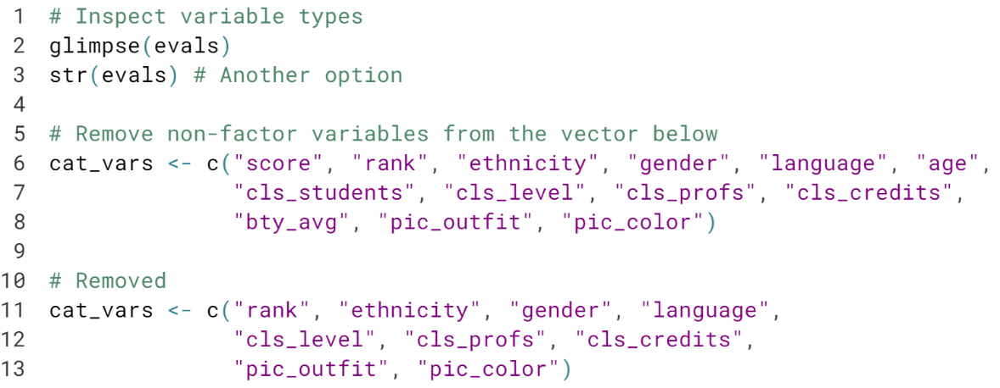 1 # Inspect variable types
2 glimpse(evals)
3 str(evals) # Another option
4
5 # Remove non-factor variables from the vector below
6 cat_vars <- c("score", "rank", "ethnicity", "gender", "language", "age",
7 "cls_students", "cls_level", "cls_profs", "cls_credits",
8 "bty_avg", "pic_outfit", "pic_color")
9
10 # Removed
11 cat_vars <- c("rank", "ethnicity", "gender", "language",
12 "cls_level", "cls_profs", "cls_credits",
13 "pic_outfit", "pic_color")